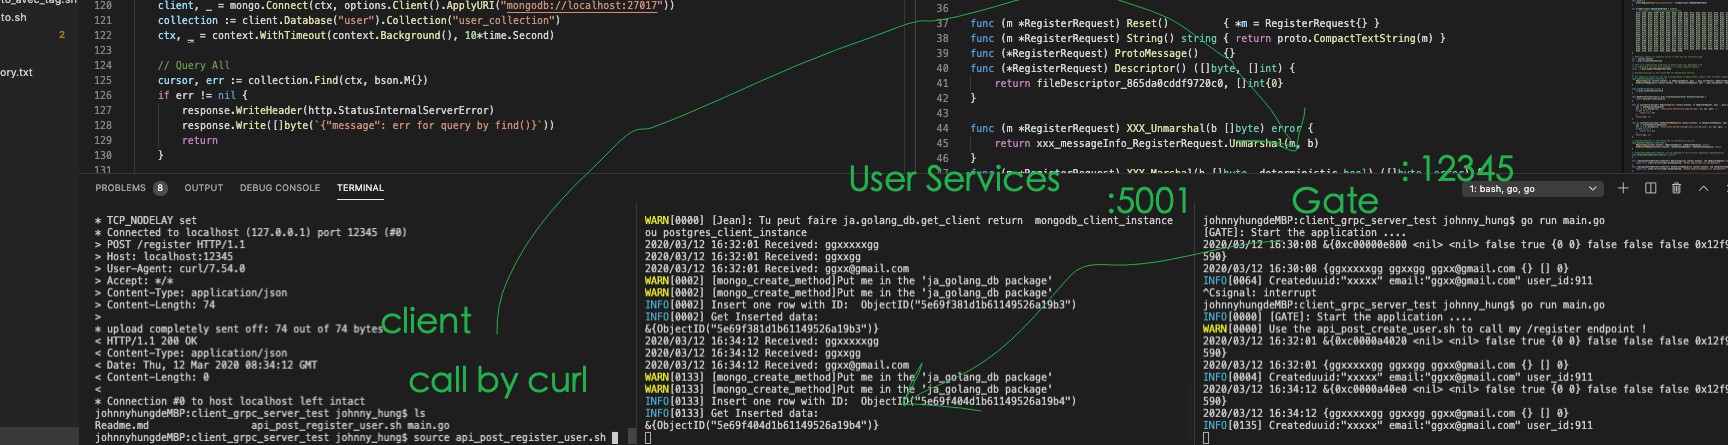 to_avec_tag.sh
to.sh
2
ory.txt
120 client, _ = mongo.Connect(ctx, options.Client().ApplyURI("mongodb://localhost:27017"))
121 collection := client.Database("user").Collection("user_collection")
122 ctx, _ = context.WithTimeout(context.Background(), 10*time.Second)
123
124 // Query All
125 cursor, err := collection.Find(ctx, bson.M{})
126 if err != nil {
127 response.WriteHeader(http.StatusInternalServerError)
128 response.Write([]byte(`{"message": err for query by find()}`))
129 return
130 }
131
36
37 func (m *RegisterRequest) Reset() { *m = RegisterRequest{} }
38 func (m *RegisterRequest) String() string { return proto.CompactTextString(m) }
39 func (*RegisterRequest) ProtoMessage() {}
40 func (*RegisterRequest) Descriptor() ([]byte, []int) {
41 return fileDescriptor_865da0cddf9720c0, []int{0}
42 }
43
44 func (m *RegisterRequest) XXX_Unmarshal(b []byte) error {
45 return xxx_messageInfo_RegisterRequest.Unmarshal(m, b)
46 }
User Services
:5001
:12345
Gate
PROBLEMS 8 OUTPUT DEBUG CONSOLE TERMINAL
1: bash, go, go
* TCP_NODELAY set
* Connected to localhost (127.0.0.1) port 12345 (#0)
> POST /register HTTP/1.1
> Host: localhost:12345
> User-Agent: curl/7.54.0
> Accept: */*
> Content-Type: application/json
> Content-Length: 74
>
* upload completely sent off: 74 out of 74 bytes
< HTTP/1.1 200 OK
< Content-Type: application/json
< Date: Thu, 12 Mar 2020 08:34:12 GMT
< Content-Length: 0
<
* Connection #0 to host localhost left intact
johnnyhungdeMBP:client_grpc_server_test johnny_hung$ ls
Readme.md api_post_register_user.sh main.go
johnnyhungdeMBP:client_grpc_server_test johnny_hung$ source api_post_register_user.sh
client
call by curl
WARN[0000] [Jean]: Tu peut faire ja.golang_db.get_client return mongodb_client_instance
ou postgres_client_instance
2020/03/12 16:32:01 Received: ggxxxxxgg
2020/03/12 16:32:01 Received: ggxxgg
2020/03/12 16:32:01 Received: ggxx@gmail.com
WARN[0002] [mongo_create_method]Put me in the 'ja_golang_db package'
WARN[0002] [mongo_create_method]Put me in the 'ja_golang_db package'
INFO[0002] Insert one row with ID: ObjectID("5e69f381d1b61149526a19b3")
INFO[0002] Get Inserted data:
&{ObjectID("5e69f381d1b61149526a19b3")}
2020/03/12 16:34:12 Received: ggxxxxxgg
2020/03/12 16:34:12 Received: ggxxgg
2020/03/12 16:34:12 Received: ggxx@gmail.com
WARN[0133] [mongo_create_method]Put me in the 'ja_golang_db package'
WARN[0133] [mongo_create_method]Put me in the 'ja_golang_db package'
INFO[0133] Insert one row with ID: ObjectID("5e69f404d1b61149526a19b4")
INFO[0133] Get Inserted data:
&{ObjectID("5e69f404d1b61149526a19b4")}
johnnyhungdeMBP:client_grpc_server_test johnny_hung$ go run main.go
[GATE]: Start the application ....
2020/03/12 16:30:08 &{0xc00000e800 <nil> <nil> false true {0 0} false false false 0x12f9
590}
2020/03/12 16:30:08 {ggxxxxxgg ggxxgg ggxx@gmail.com {} [] 0}
INFO[0064] Createduuid:"xxxxx" email:"ggxx@gmail.com" user_id:911
^Csignal: interrupt
johnnyhungdeMBP:client_grpc_server_test johnny_hung$ go run main.go
INFO[0000] [GATE]: Start the application ....
WARN[0000] Use the api_post_create_user.sh to call my /register endpoint !
2020/03/12 16:32:01 &{0xc0000a4020 <nil> <nil> false true {0 0} false false false 0x12f9
590}
2020/03/12 16:32:01 {ggxxxxxgg ggxxgg ggxx@gmail.com {} [] 0}
INFO[0004] Createduuid:"xxxxx" email:"ggxx@gmail.com" user_id:911
2020/03/12 16:34:12 &{0xc0000a40e0 <nil> <nil> false true {0 0} false false false 0x12f9
590}
2020/03/12 16:34:12 {ggxxxxxgg ggxxgg ggxx@gmail.com {} [] 0}
INFO[0135] Createduuid:"xxxxx" email:"ggxx@gmail.com" user_id:911